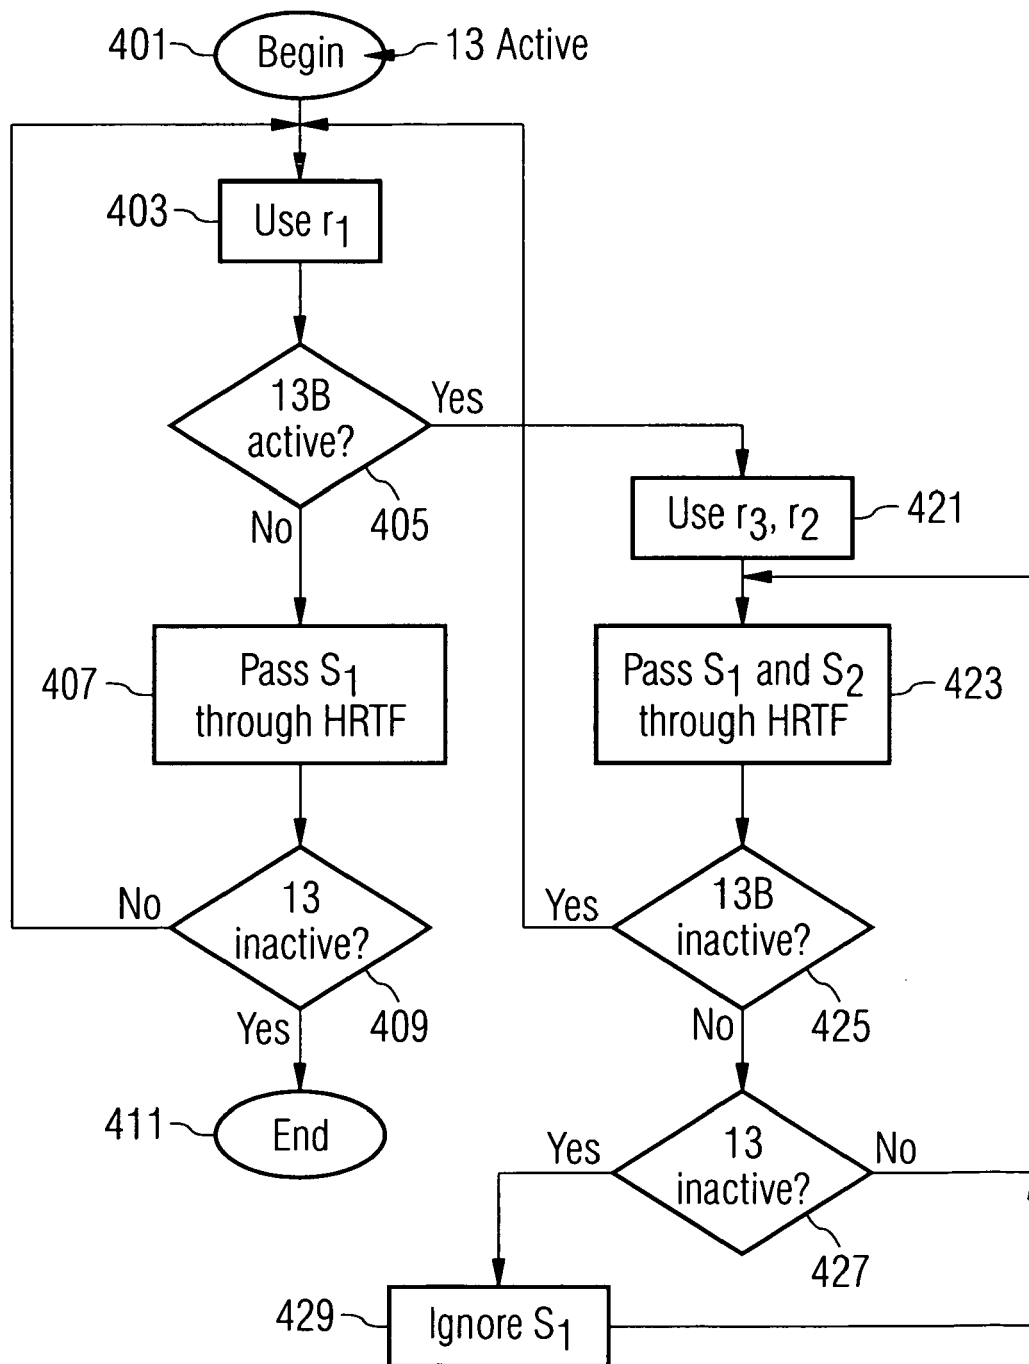 401
Begin
13 Active
403
Use r1
13B
active?
Yes
405
No
Use r3, r2
421
407
Pass S1
through HRTF
Pass S1 and S2
through HRTF
423
No
13
inactive?
409
Yes
Yes
13B
inactive?
425
No
411
End
Yes
13
inactive?
No
427
429
Ignore S1